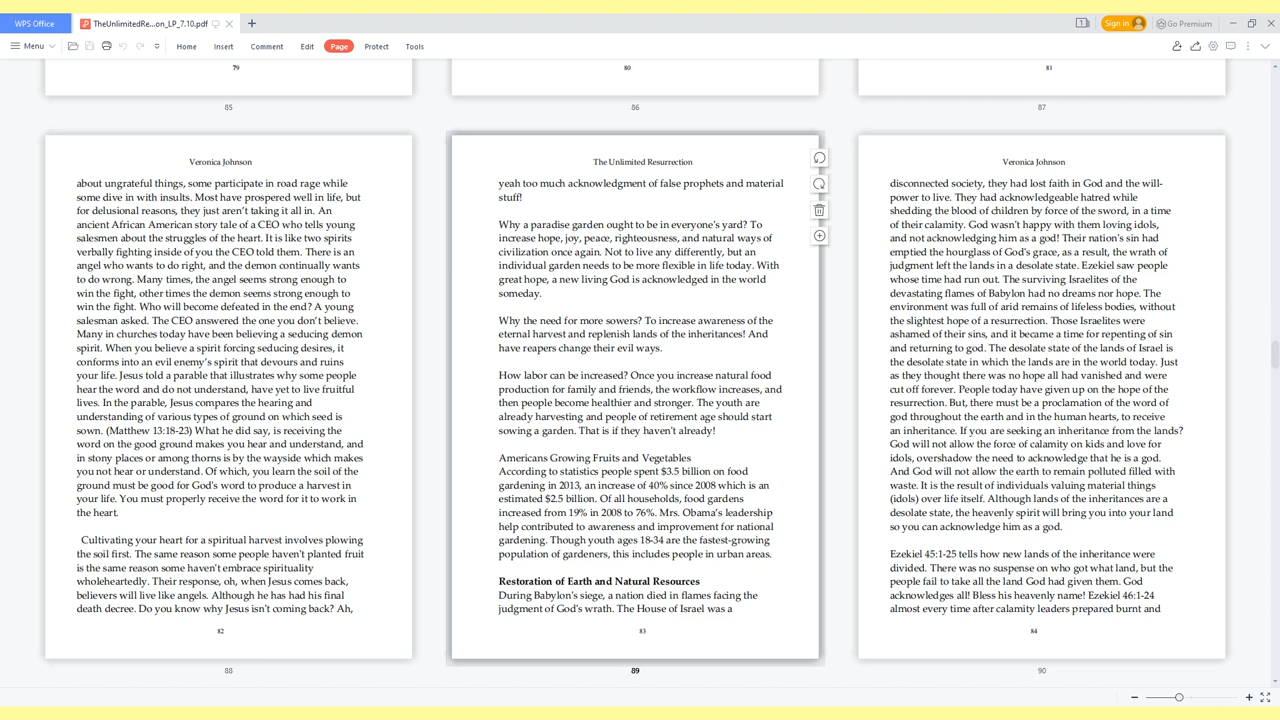 WPS Office
TheUnlimitedRe...on_LP_7.10.pdf
Sign in
Go Premium
Menu
Home
Insert
Comment
Edit
Page
Protect
Tools
79
80
81
85
86
87
Veronica Johnson
about ungrateful things, some participate in road rage while
some dive in with insults. Most have prospered well in life, but
for delusional reasons, they just aren't taking it all in. An
ancient African American story tale of a CEO who tells young
salesmen about the struggles of the heart. It is like two spirits
verbally fighting inside of you the CEO told them. There is an
angel who wants to do right, and the demon continually wants
to do wrong. Many times, the angel seems strong enough to
win the fight, other times the demon seems strong enough to
win the fight. Who will become defeated in the end? A young
salesman asked. The CEO answered the one you don't believe.
Many in churches today have been believing a seducing demon
spirit. When you believe a spirit forcing seducing desires, it
conforms into an evil enemy's spirit that devours and ruins
your life. Jesus told a parable that illustrates why some people
hear the word and do not understand, have yet to live fruitful
lives. In the parable, Jesus compares the hearing and
understanding of various types of ground on which seed is
sown. (Matthew 13:18-23) What he did say, is receiving the
word on the good ground makes you hear and understand, and
in stony places or among thorns is by the wayside which makes
you not hear or understand. Of which, you learn the soil of the
ground must be good for God's word to produce a harvest in
your life. You must properly receive the word for it to work in
the heart.
Cultivating your heart for a spiritual harvest involves plowing
the soil first. The same reason some people haven't planted fruit
is the same reason some haven't embrace spirituality
wholeheartedly. Their response, oh, when Jesus comes back,
believers will live like angels. Although he has had his final
death decree. Do you know why Jesus isn't coming back? Ah,
82
88
The Unlimited Resurrection
yeah too much acknowledgment of false prophets and material
stuff!
Why a paradise garden ought to be in everyone's yard? To
increase hope, joy, peace, righteousness, and natural ways of
civilization once again. Not to live any differently, but an
individual garden needs to be more flexible in life today. With
great hope, a new living God is acknowledged in the world
someday.
Why the need for more sowers? To increase awareness of the
eternal harvest and replenish lands of the inheritances! And
have reapers change their evil ways.
How labor can be increased? Once you increase natural food
production for family and friends, the workflow increases, and
then people become healthier and stronger. The youth are
already harvesting and people of retirement age should start
sowing a garden. That is if they haven't already!
Americans Growing Fruits and Vegetables
According to statistics people spent $3.5 billion on food
gardening in 2013, an increase of 40% since 2008 which is an
estimated $2.5 billion. Of all households, food gardens
increased from 19% in 2008 to 76%. Mrs. Obama's leadership
help contributed to awareness and improvement for national
gardening. Though youth ages 18-34 are the fastest-growing
population of gardeners, this includes people in urban areas.
Restoration of Earth and Natural Resources
During Babylon's siege, a nation died in flames facing the
judgment of God's wrath. The House of Israel was a
83
89
Veronica Johnson
disconnected society, they had lost faith in God and the will-
power to live. They had acknowledgeable hatred while
shedding the blood of children by force of the sword, in a time
of their calamity. God wasn't happy with them loving idols,
and not acknowledging him as a god! Their nation's sin had
emptied the hourglass of God's grace, as a result, the wrath of
judgment left the lands in a desolate state. Ezekiel saw people
whose time had run out. The surviving Israelites of the
devastating flames of Babylon had no dreams nor hope. The
environment was full of arid remains of lifeless bodies, without
the slightest hope of a resurrection. Those Israelites were
ashamed of their sins, and it became a time for repenting of sin
and returning to god. The desolate state of the lands of Israel is
the desolate state in which the lands are in the world today. Just
as they thought there was no hope all had vanished and were
cut off forever. People today have given up on the hope of the
resurrection. But, there must be a proclamation of the word of
god throughout the earth and in the human hearts, to receive
an inheritance. If you are seeking an inheritance from the lands?
God will not allow the force of calamity on kids and love for
idols, overshadow the need to acknowledge that he is a god.
And God will not allow the earth to remain polluted filled with
waste. It is the result of individuals valuing material things
(idols) over life itself. Although lands of the inheritances are a
desolate state, the heavenly spirit will bring you into your land
so you can acknowledge him as a god.
Ezekiel 45:1-25 tells how new lands of the inheritance were
divided. There was no suspense on who got what land, but the
people fail to take all the land God had given them. God
acknowledges all! Bless his heavenly name! Ezekiel 46:1-24
almost every time after calamity leaders prepared burnt and
84
90